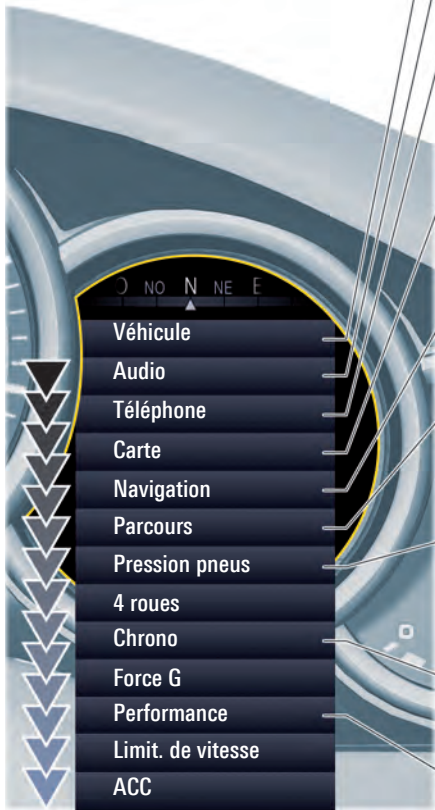 O NO N NE E
Véhicule
Audio
Téléphone
Carte
Navigation
Parcours
Pression pneus
4 roues
Chrono
Force G
Performance
Limit. de vitesse
ACC